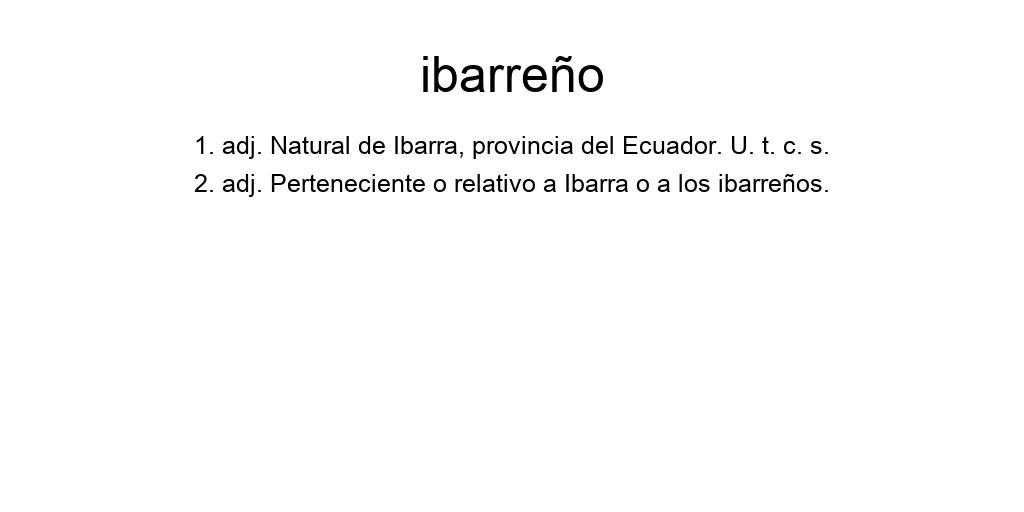 ibarreño
1. adj. Natural de Ibarra, provincia del Ecuador. U. t. c. s.
2. adj. Perteneciente o relativo a Ibarra o a los ibarreños.